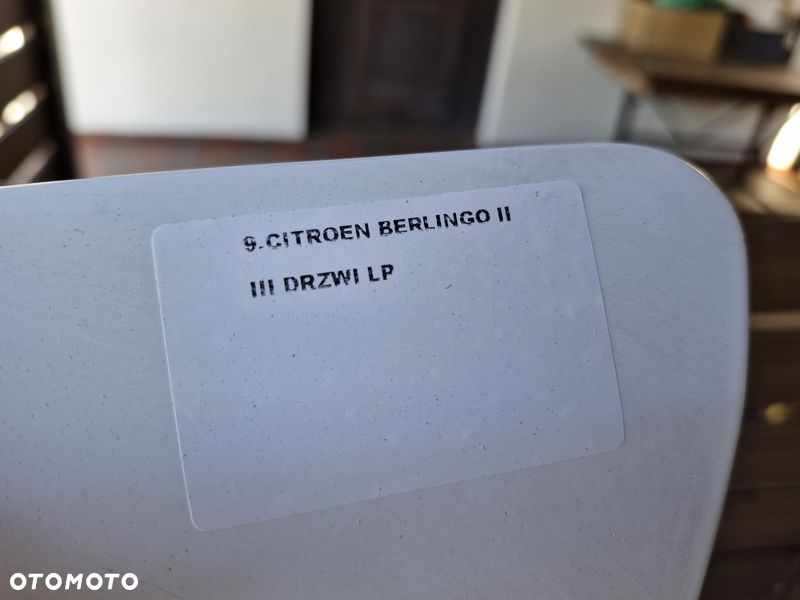 9.CITROEN BERLINGO II
III DRZWI LP
OTOMOTO